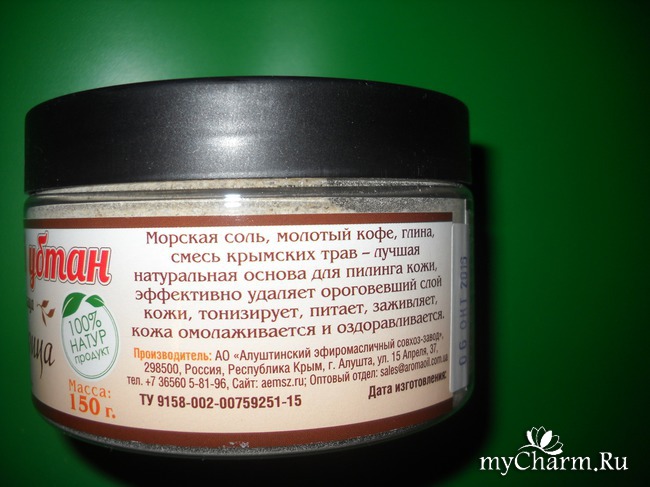 убтан
ица
100%
НАТУР
продукт
Масса:
150 г.
Морская соль, молотый кофе, глина,
смесь крымских трав – лучшая
натуральная основа для пилинга кожи,
эффективно удаляет ороговевший слой
кожи, тонизирует, питает, заживляет,
кожа омолаживается и оздоравливается.
Производитель: АО «Алуштинский эфиромасличный совхоз-завод»,
298500, Россия, Республика Крым, г. Алушта, ул. 15 Апреля, 37,
тел. +7 36560 5-81-96, Сайт: aemsz.ru; Оптовый отдел: sales@aromaoil.com.ua
Дата изготовления:
ТУ 9158-002-00759251-15
06 ОКТ 2015
myCharm.Ru